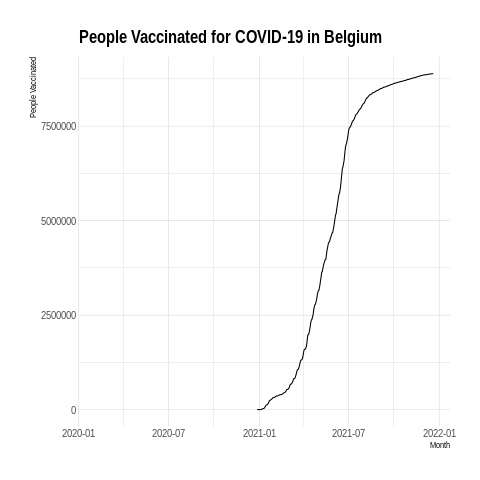 People Vaccinated for COVID-19 in Belgium
People Vaccinated
7500000
5000000
2500000
0
2020-01 2020-07 2021-01 2021-07 2022-01
Month